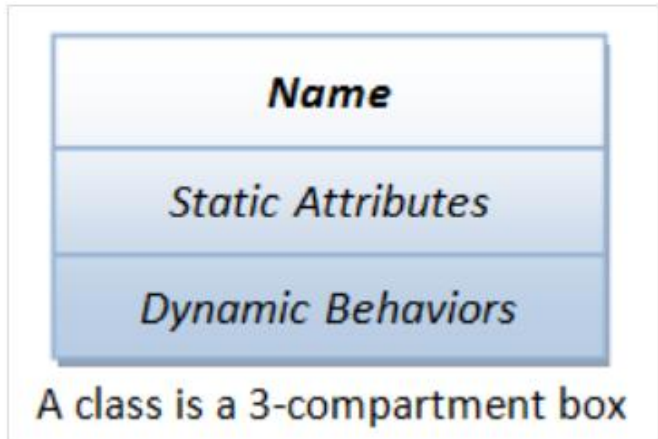 Name
Static Attributes
Dynamic Behaviors
A class is a 3-compartment box